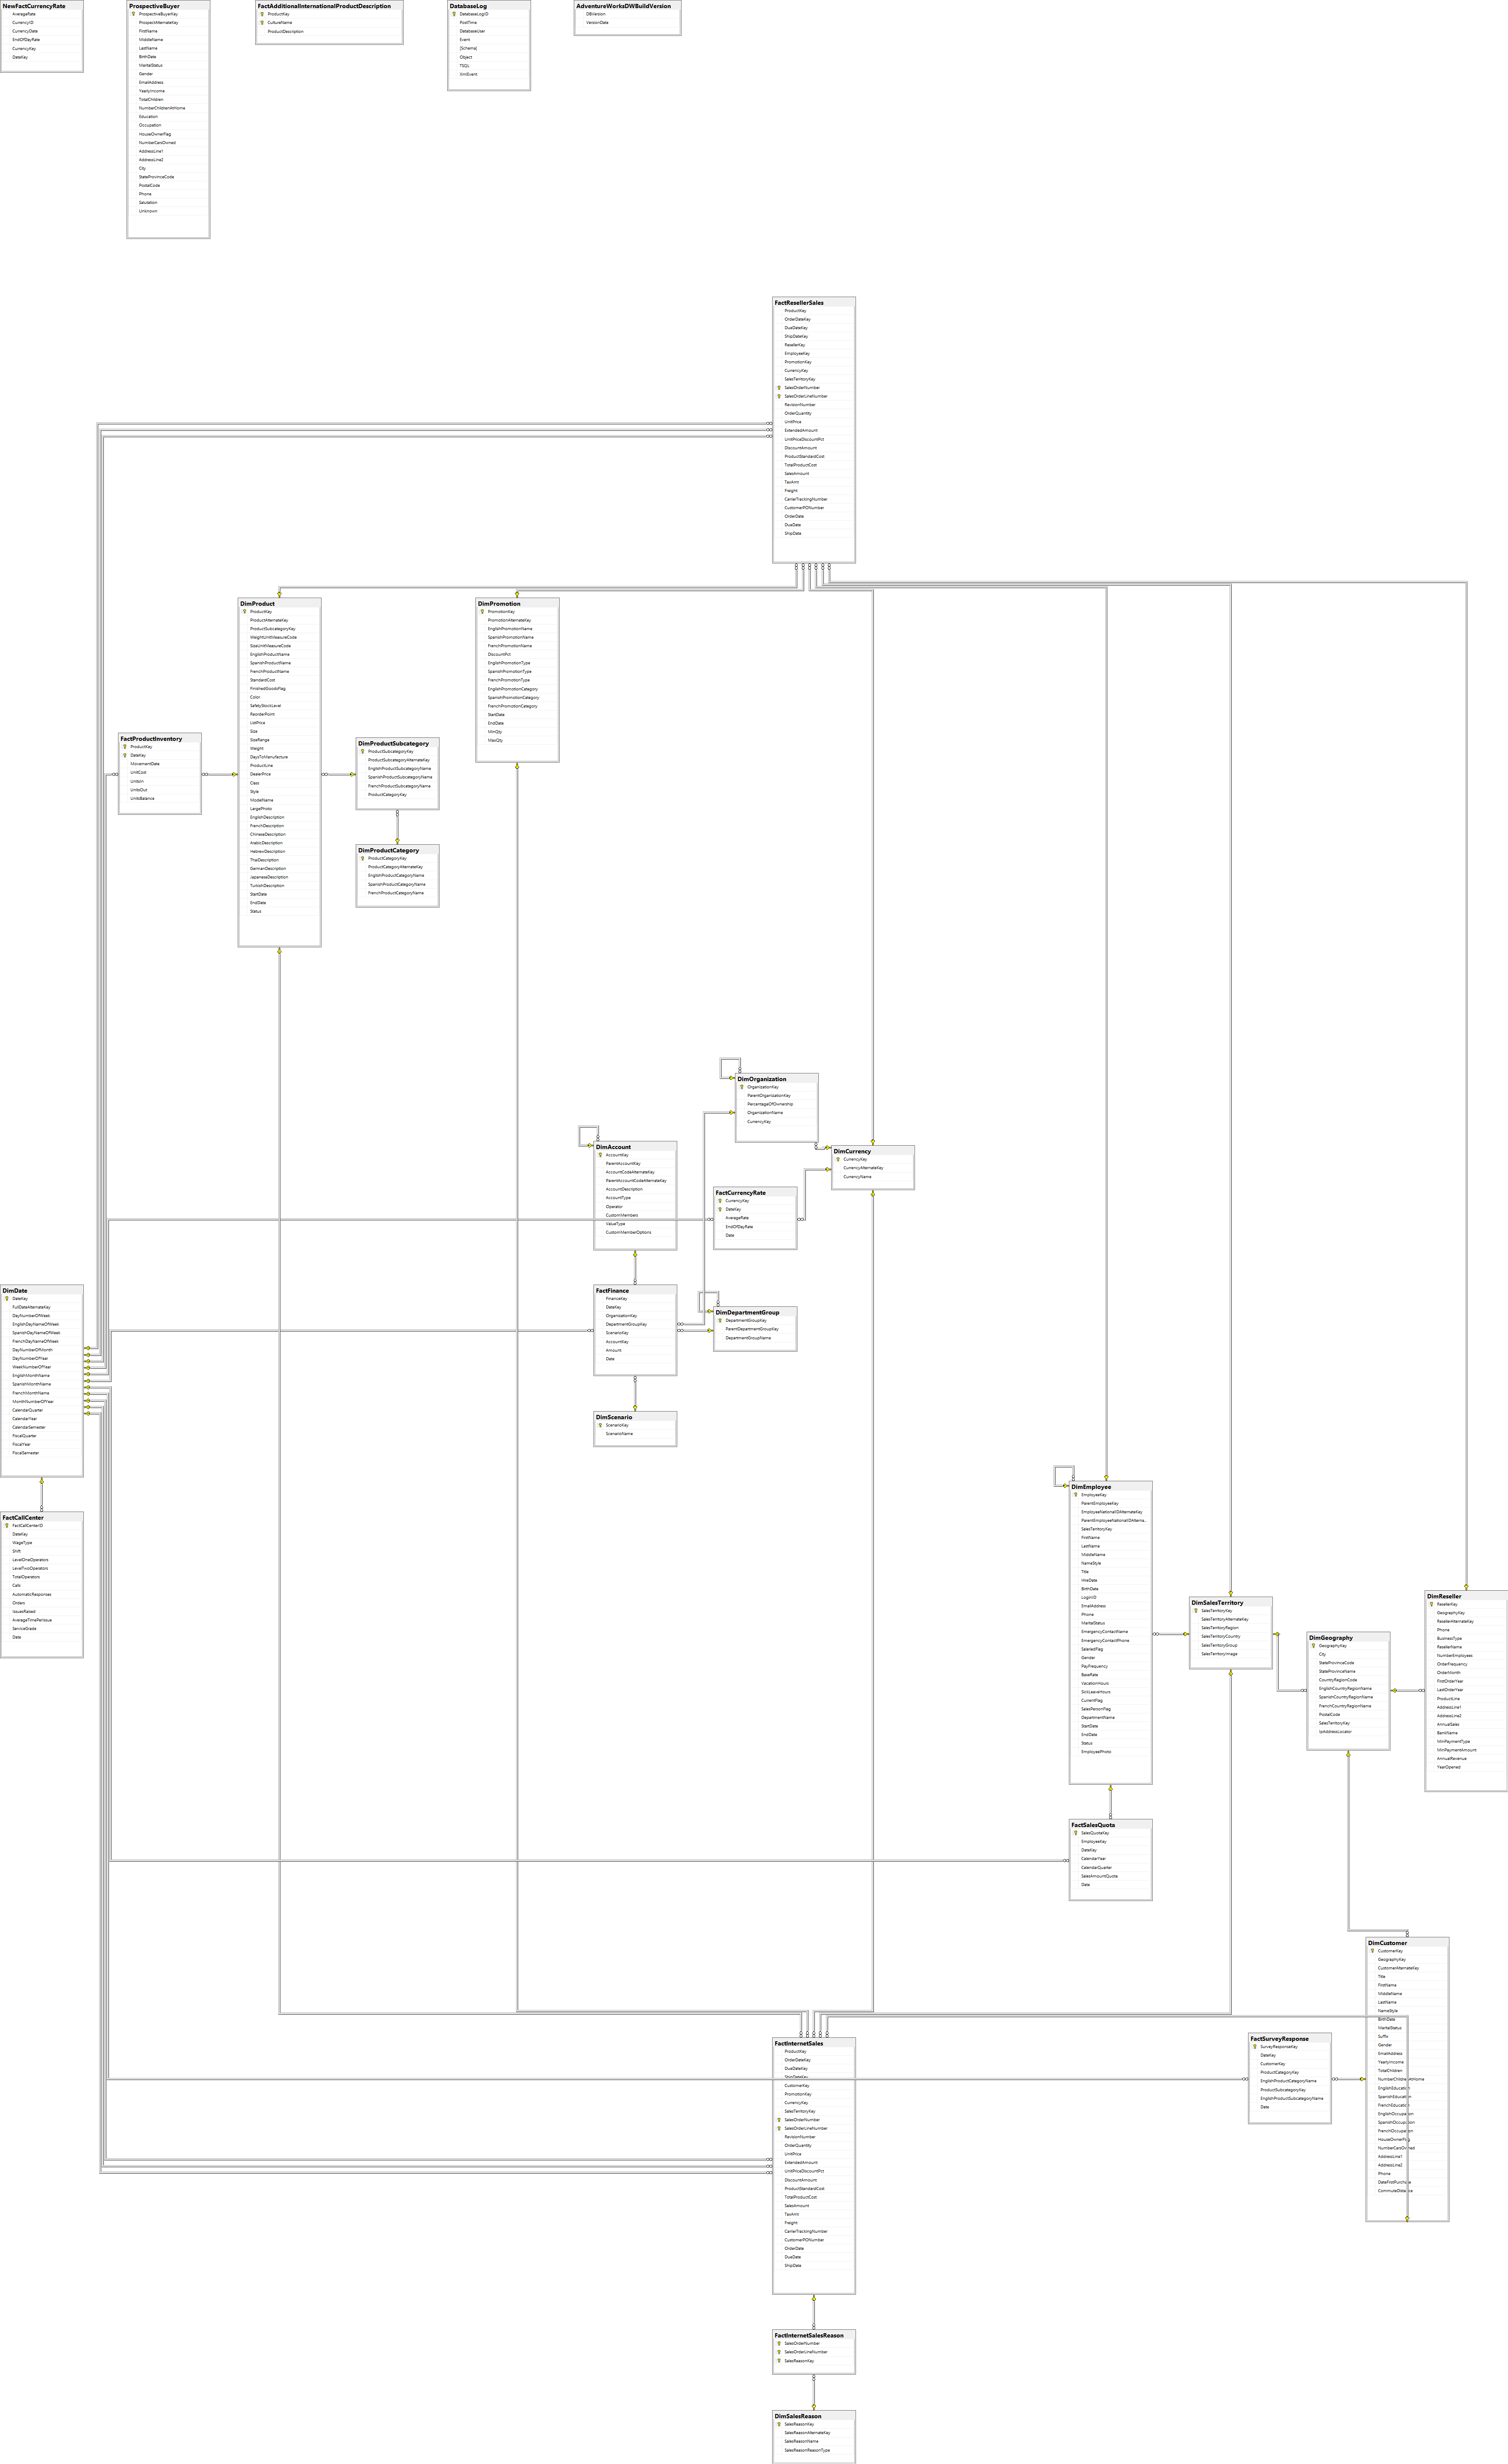 NewFactCurrencyRate
AverageRate
CurrencyID
CurrencyDate
EndOfDayRate
CurrencyKey
DateKey
ProspectiveBuyer
ProspectiveBuyerKey
ProspectAlternateKey
FirstName
MiddleName
LastName
BirthDate
MaritalStatus
Gender
EmailAddress
YearlyIncome
TotalChildren
NumberChildrenAtHome
Education
Occupation
HouseOwnerFlag
NumberCarsOwned
AddressLine1
AddressLine2
City
StateProvinceCode
PostalCode
Phone
Salutation
Unknown
FactAdditionalInternationalProductDescription
ProductKey
CultureName
ProductDescription
DatabaseLog
DatabaseLogID
PostTime
DatabaseUser
Event
[Schema]
Object
TSQL
XmlEvent
AdventureWorksDWBuildVersion
DBVersion
VersionDate
FactResellerSales
ProductKey
OrderDateKey
DueDateKey
ShipDateKey
ResellerKey
EmployeeKey
PromotionKey
CurrencyKey
SalesTerritoryKey
SalesOrderNumber
SalesOrderLineNumber
RevisionNumber
OrderQuantity
UnitPrice
ExtendedAmount
UnitPriceDiscountPct
DiscountAmount
ProductStandardCost
TotalProductCost
SalesAmount
TaxAmt
Freight
CarrierTrackingNumber
CustomerPONumber
OrderDate
DueDate
ShipDate
DimProduct
ProductKey
ProductAlternateKey
ProductSubcategoryKey
WeightUnitMeasureCode
SizeUnitMeasureCode
EnglishProductName
SpanishProductName
FrenchProductName
StandardCost
FinishedGoodsFlag
Color
SafetyStockLevel
ReorderPoint
ListPrice
Size
SizeRange
Weight
DaysToManufacture
ProductLine
DealerPrice
Class
Style
ModelName
LargePhoto
EnglishDescription
FrenchDescription
ChineseDescription
ArabicDescription
HebrewDescription
ThaiDescription
GermanDescription
JapaneseDescription
TurkishDescription
StartDate
EndDate
Status
DimPromotion
PromotionKey
PromotionAlternateKey
EnglishPromotionName
SpanishPromotionName
FrenchPromotionName
DiscountPct
EnglishPromotionType
SpanishPromotionType
FrenchPromotionType
EnglishPromotionCategory
SpanishPromotionCategory
FrenchPromotionCategory
StartDate
EndDate
MinQty
MaxQty
FactProductInventory
ProductKey
DateKey
MovementDate
UnitCost
UnitsIn
UnitsOut
UnitsBalance
DimProductSubcategory
ProductSubcategoryKey
ProductSubcategoryAlternateKey
EnglishProductSubcategoryName
SpanishProductSubcategoryName
FrenchProductSubcategoryName
ProductCategoryKey
DimProductCategory
ProductCategoryKey
ProductCategoryAlternateKey
EnglishProductCategoryName
SpanishProductCategoryName
FrenchProductCategoryName
DimOrganization
OrganizationKey
ParentOrganizationKey
PercentageOfOwnership
OrganizationName
CurrencyKey
DimAccount
AccountKey
ParentAccountKey
AccountCodeAlternateKey
ParentAccountCodeAlternateKey
AccountDescription
AccountType
Operator
CustomMembers
ValueType
CustomMemberOptions
DimCurrency
CurrencyKey
CurrencyAlternateKey
CurrencyName
FactCurrencyRate
CurrencyKey
DateKey
AverageRate
EndOfDayRate
Date
DimDate
DateKey
FullDateAlternateKey
DayNumberOfWeek
EnglishDayNameOfWeek
SpanishDayNameOfWeek
FrenchDayNameOfWeek
DayNumberOfMonth
DayNumberOfYear
WeekNumberOfYear
EnglishMonthName
SpanishMonthName
FrenchMonthName
MonthNumberOfYear
CalendarQuarter
CalendarYear
CalendarSemester
FiscalQuarter
FiscalYear
FiscalSemester
FactFinance
FinanceKey
DateKey
OrganizationKey
DepartmentGroupKey
ScenarioKey
AccountKey
Amount
Date
DimDepartmentGroup
DepartmentGroupKey
ParentDepartmentGroupKey
DepartmentGroupName
DimScenario
ScenarioKey
ScenarioName
FactCallCenter
FactCallCenterID
DateKey
WageType
Shift
LevelOneOperators
LevelTwoOperators
TotalOperators
Calls
AutomaticResponses
Orders
IssuesRaised
AverageTimePerIssue
ServiceGrade
Date
DimEmployee
EmployeeKey
ParentEmployeeKey
EmployeeNationalIDAlternateKey
ParentEmployeeNationalIDAlterna...
SalesTerritoryKey
FirstName
LastName
MiddleName
NameStyle
Title
HireDate
BirthDate
LoginID
EmailAddress
Phone
MaritalStatus
EmergencyContactName
EmergencyContactPhone
SalariedFlag
Gender
PayFrequency
BaseRate
VacationHours
SickLeaveHours
CurrentFlag
SalesPersonFlag
DepartmentName
StartDate
EndDate
Status
EmployeePhoto
DimSalesTerritory
SalesTerritoryKey
SalesTerritoryAlternateKey
SalesTerritoryRegion
SalesTerritoryCountry
SalesTerritoryGroup
SalesTerritoryImage
DimGeography
GeographyKey
City
StateProvinceCode
StateProvinceName
CountryRegionCode
EnglishCountryRegionName
SpanishCountryRegionName
FrenchCountryRegionName
PostalCode
SalesTerritoryKey
IpAddressLocator
DimReseller
ResellerKey
GeographyKey
ResellerAlternateKey
Phone
BusinessType
ResellerName
NumberEmployees
OrderFrequency
OrderMonth
FirstOrderYear
LastOrderYear
ProductLine
AddressLine1
AddressLine2
AnnualSales
BankName
MinPaymentType
MinPaymentAmount
AnnualRevenue
YearOpened
FactSalesQuota
SalesQuotaKey
EmployeeKey
DateKey
CalendarYear
CalendarQuarter
SalesAmountQuota
Date
DimCustomer
CustomerKey
GeographyKey
CustomerAlternateKey
Title
FirstName
MiddleName
LastName
NameStyle
BirthDate
MaritalStatus
Suffix
Gender
EmailAddress
YearlyIncome
TotalChildren
NumberChildrenAtHome
EnglishEducation
SpanishEducation
FrenchEducation
EnglishOccupation
SpanishOccupation
FrenchOccupation
HouseOwnerFlag
NumberCarsOwned
AddressLine1
AddressLine2
Phone
DateFirstPurchase
CommuteDistance
FactInternetSales
ProductKey
OrderDateKey
DueDateKey
ShipDateKey
CustomerKey
PromotionKey
CurrencyKey
SalesTerritoryKey
SalesOrderNumber
SalesOrderLineNumber
RevisionNumber
OrderQuantity
UnitPrice
ExtendedAmount
UnitPriceDiscountPct
DiscountAmount
ProductStandardCost
TotalProductCost
SalesAmount
TaxAmt
Freight
CarrierTrackingNumber
CustomerPONumber
OrderDate
DueDate
ShipDate
FactSurveyResponse
SurveyResponseKey
DateKey
CustomerKey
ProductCategoryKey
EnglishProductCategoryName
ProductSubcategoryKey
EnglishProductSubcategoryName
Date
FactInternetSalesReason
SalesOrderNumber
SalesOrderLineNumber
SalesReasonKey
DimSalesReason
SalesReasonKey
SalesReasonAlternateKey
SalesReasonName
SalesReasonReasonType